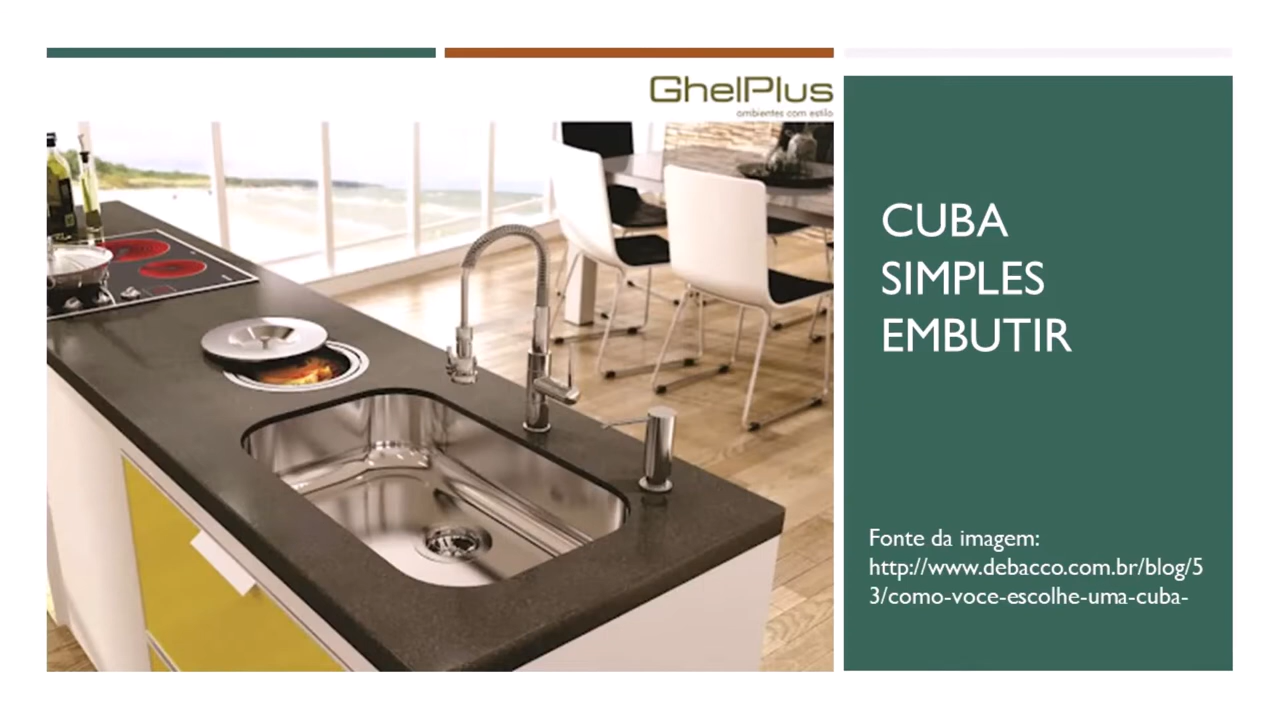 GhelPlus
ambientes com estilo
CUBA
SIMPLES
EMBUTIR
Fonte da imagem:
http://www.debacco.com.br/blog/5
3/como-voce-escolhe-uma-cuba-